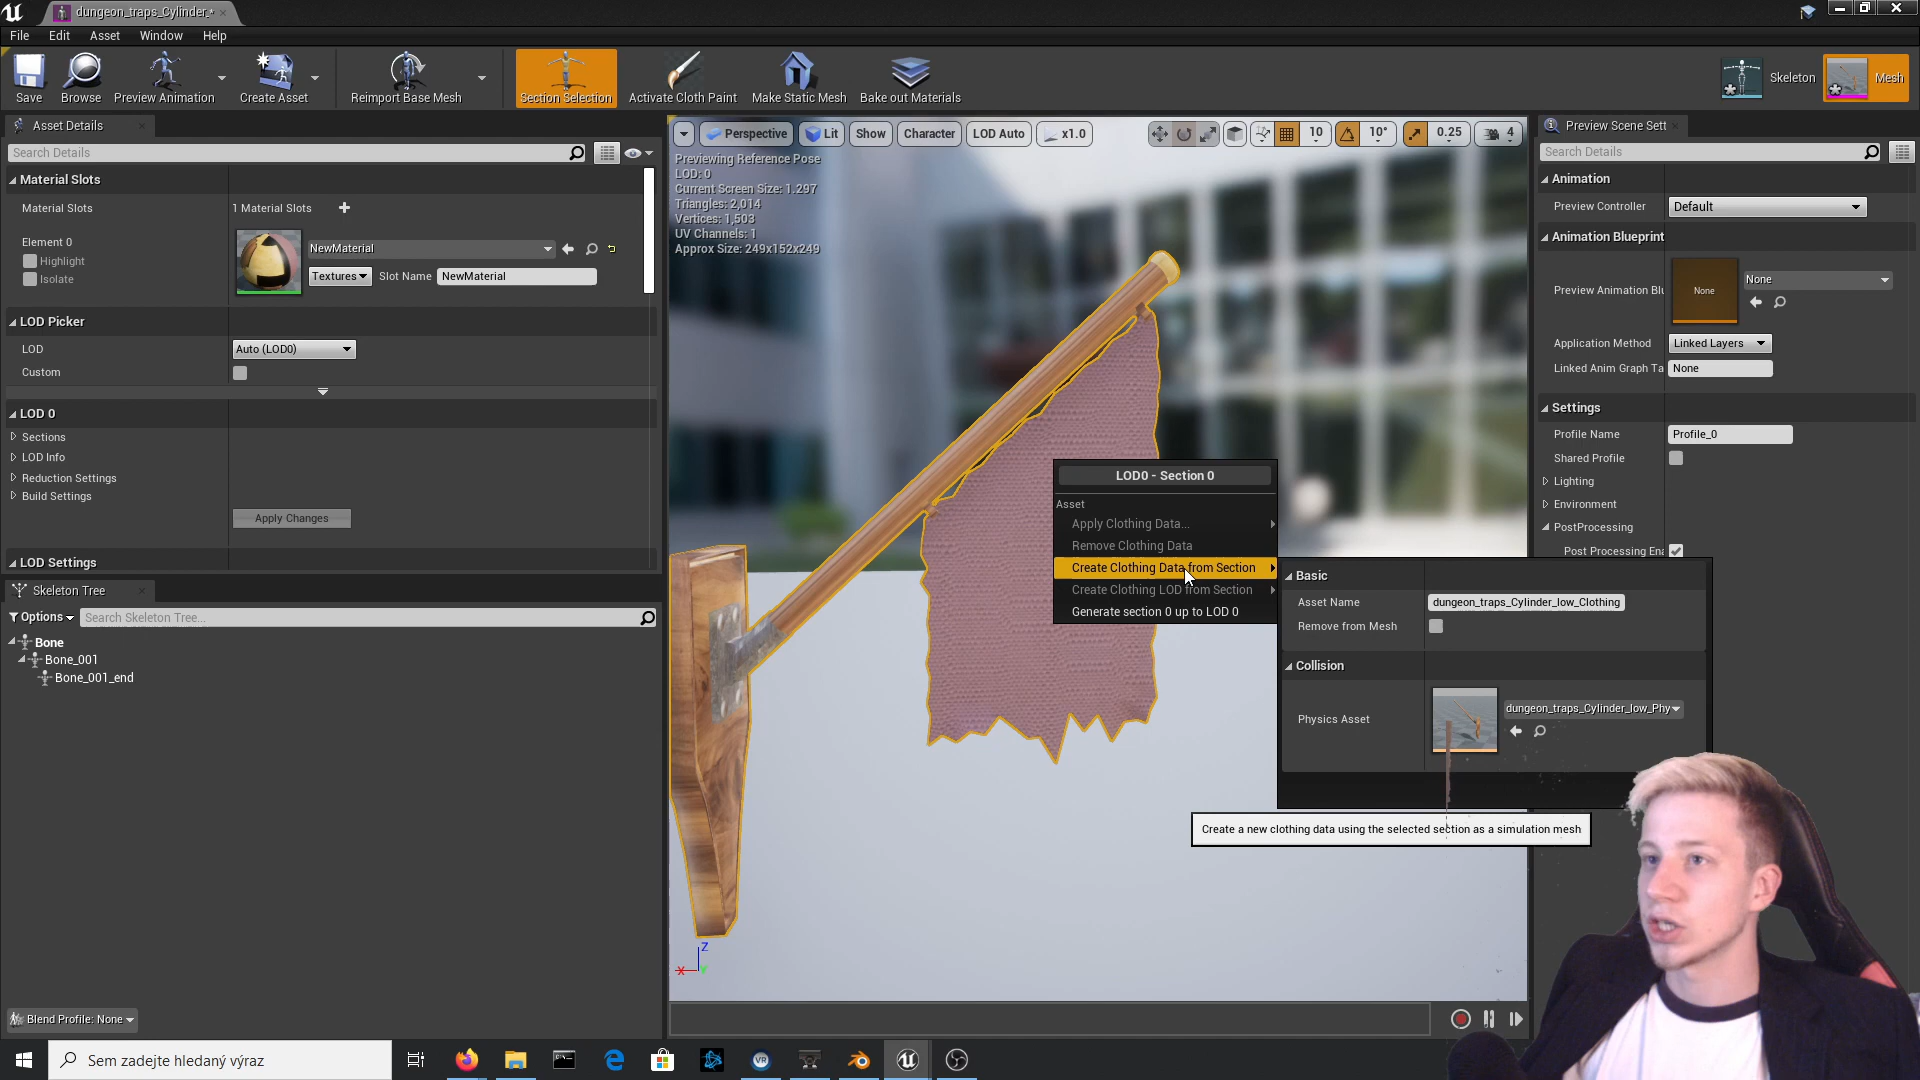 dungeon_traps_Cylinder_*
File Edit Asset Window Help
Save
Browse
Preview Animation
Create Asset
Reimport Base Mesh
Section Selection
Activate Cloth Paint
Make Static Mesh
Bake out Materials
Skeleton
Mesh
Asset Details
Search Details
Material Slots
Material Slots 1 Material Slots
Element 0
Highlight
Isolate
NewMaterial
Textures Slot Name NewMaterial
LOD Picker
LOD Auto (LOD0)
Custom
LOD 0
Sections
LOD Info
Reduction Settings
Build Settings
Apply Changes
LOD Settings
Skeleton Tree
Options Search Skeleton Tree...
Bone
Bone_001
Bone_001_end
Blend Profile: None
Perspective Lit Show Character LOD Auto x1.0 10 10° 0.25 4
Previewing Reference Pose
LOD: 0
Current Screen Size: 1.297
Triangles: 2,014
Vertices: 1,503
UV Channels: 1
Approx Size: 249x152x249
LOD0 - Section 0
Asset
Apply Clothing Data...
Remove Clothing Data
Create Clothing Data from Section
Create Clothing LOD from Section
Generate section 0 up to LOD 0
Basic
Asset Name dungeon_traps_Cylinder_low_Clothing
Remove from Mesh
Collision
Physics Asset dungeon_traps_Cylinder_low_Phy
Create a new clothing data using the selected section as a simulation mesh
Z
X
Y
Preview Scene Sett
Search Details
Animation
Preview Controller Default
Animation Blueprint
Preview Animation Blu None None
Application Method Linked Layers
Linked Anim Graph Ta None
Settings
Profile Name Profile_0
Shared Profile
Lighting
Environment
PostProcessing
Post Processing Ena
Sem zadejte hledaný výraz
VR